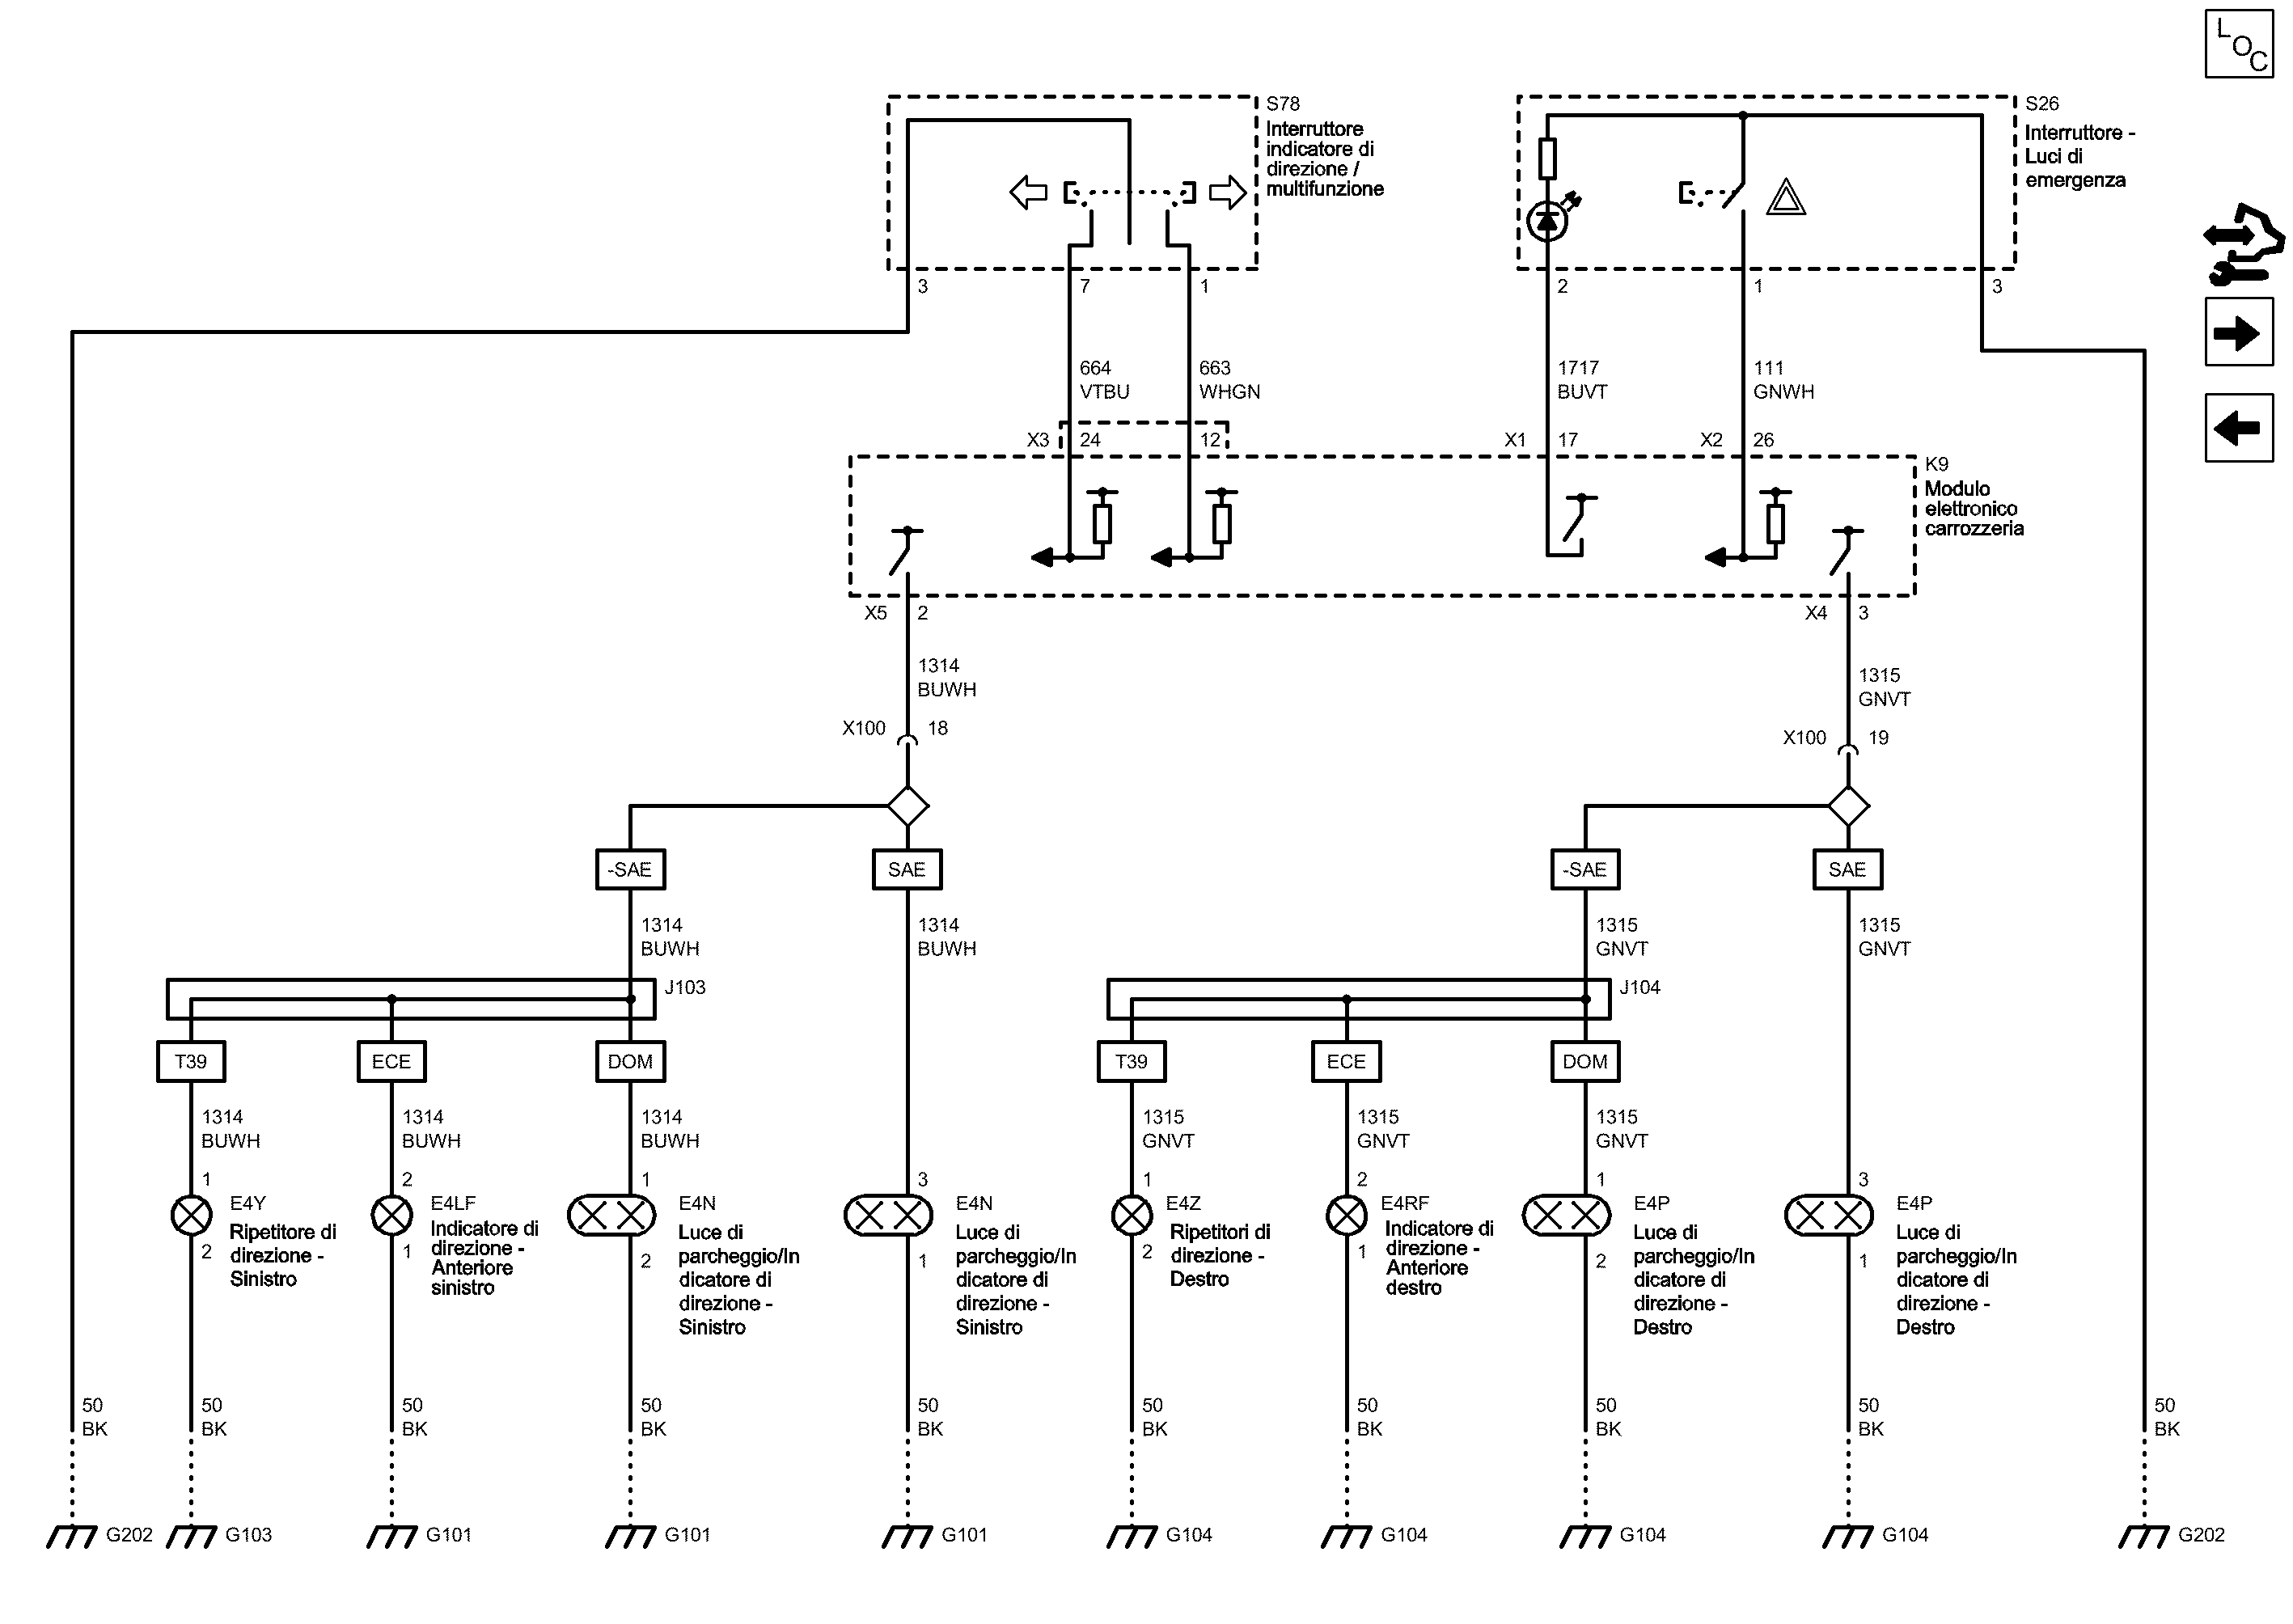 L
O
C
S78
Interruttore
indicatore di
direzione /
multifunzione
S26
Interruttore -
Luci di
emergenza
3 7 1 2 1 3
664 663 1717 111
VTBU WHGN BUVT GNWH
X3 24 12 X1 17 X2 26
K9
Modulo
elettronico
carrozzeria
X5 2 X4 3
1314
BUWH
1315
GNVT
X100 18
X100 19
-SAE SAE -SAE SAE
1314 1314 1315 1315
BUWH BUWH GNVT GNVT
J103 J104
T39 ECE DOM T39 ECE DOM
1314 1314 1314 1315 1315 1315
BUWH BUWH BUWH GNVT GNVT GNVT
1
E4Y
Ripetitore di
direzione -
Sinistro
2
2
E4LF
Indicatore di
direzione -
Anteriore
sinistro
1
1
E4N
Luce di
parcheggio/In
dicatore di
direzione -
Sinistro
2
3
E4N
Luce di
parcheggio/In
dicatore di
direzione -
Sinistro
1
1
E4Z
Ripetitori di
direzione -
Destro
2
2
E4RF
Indicatore di
direzione -
Anteriore
destro
1
1
E4P
Luce di
parcheggio/In
dicatore di
direzione -
Destro
2
3
E4P
Luce di
parcheggio/In
dicatore di
direzione -
Destro
1
50 50 50 50 50 50 50 50 50 50
BK BK BK BK BK BK BK BK BK BK
G202 G103 G101 G101 G101 G104 G104 G104 G104 G202